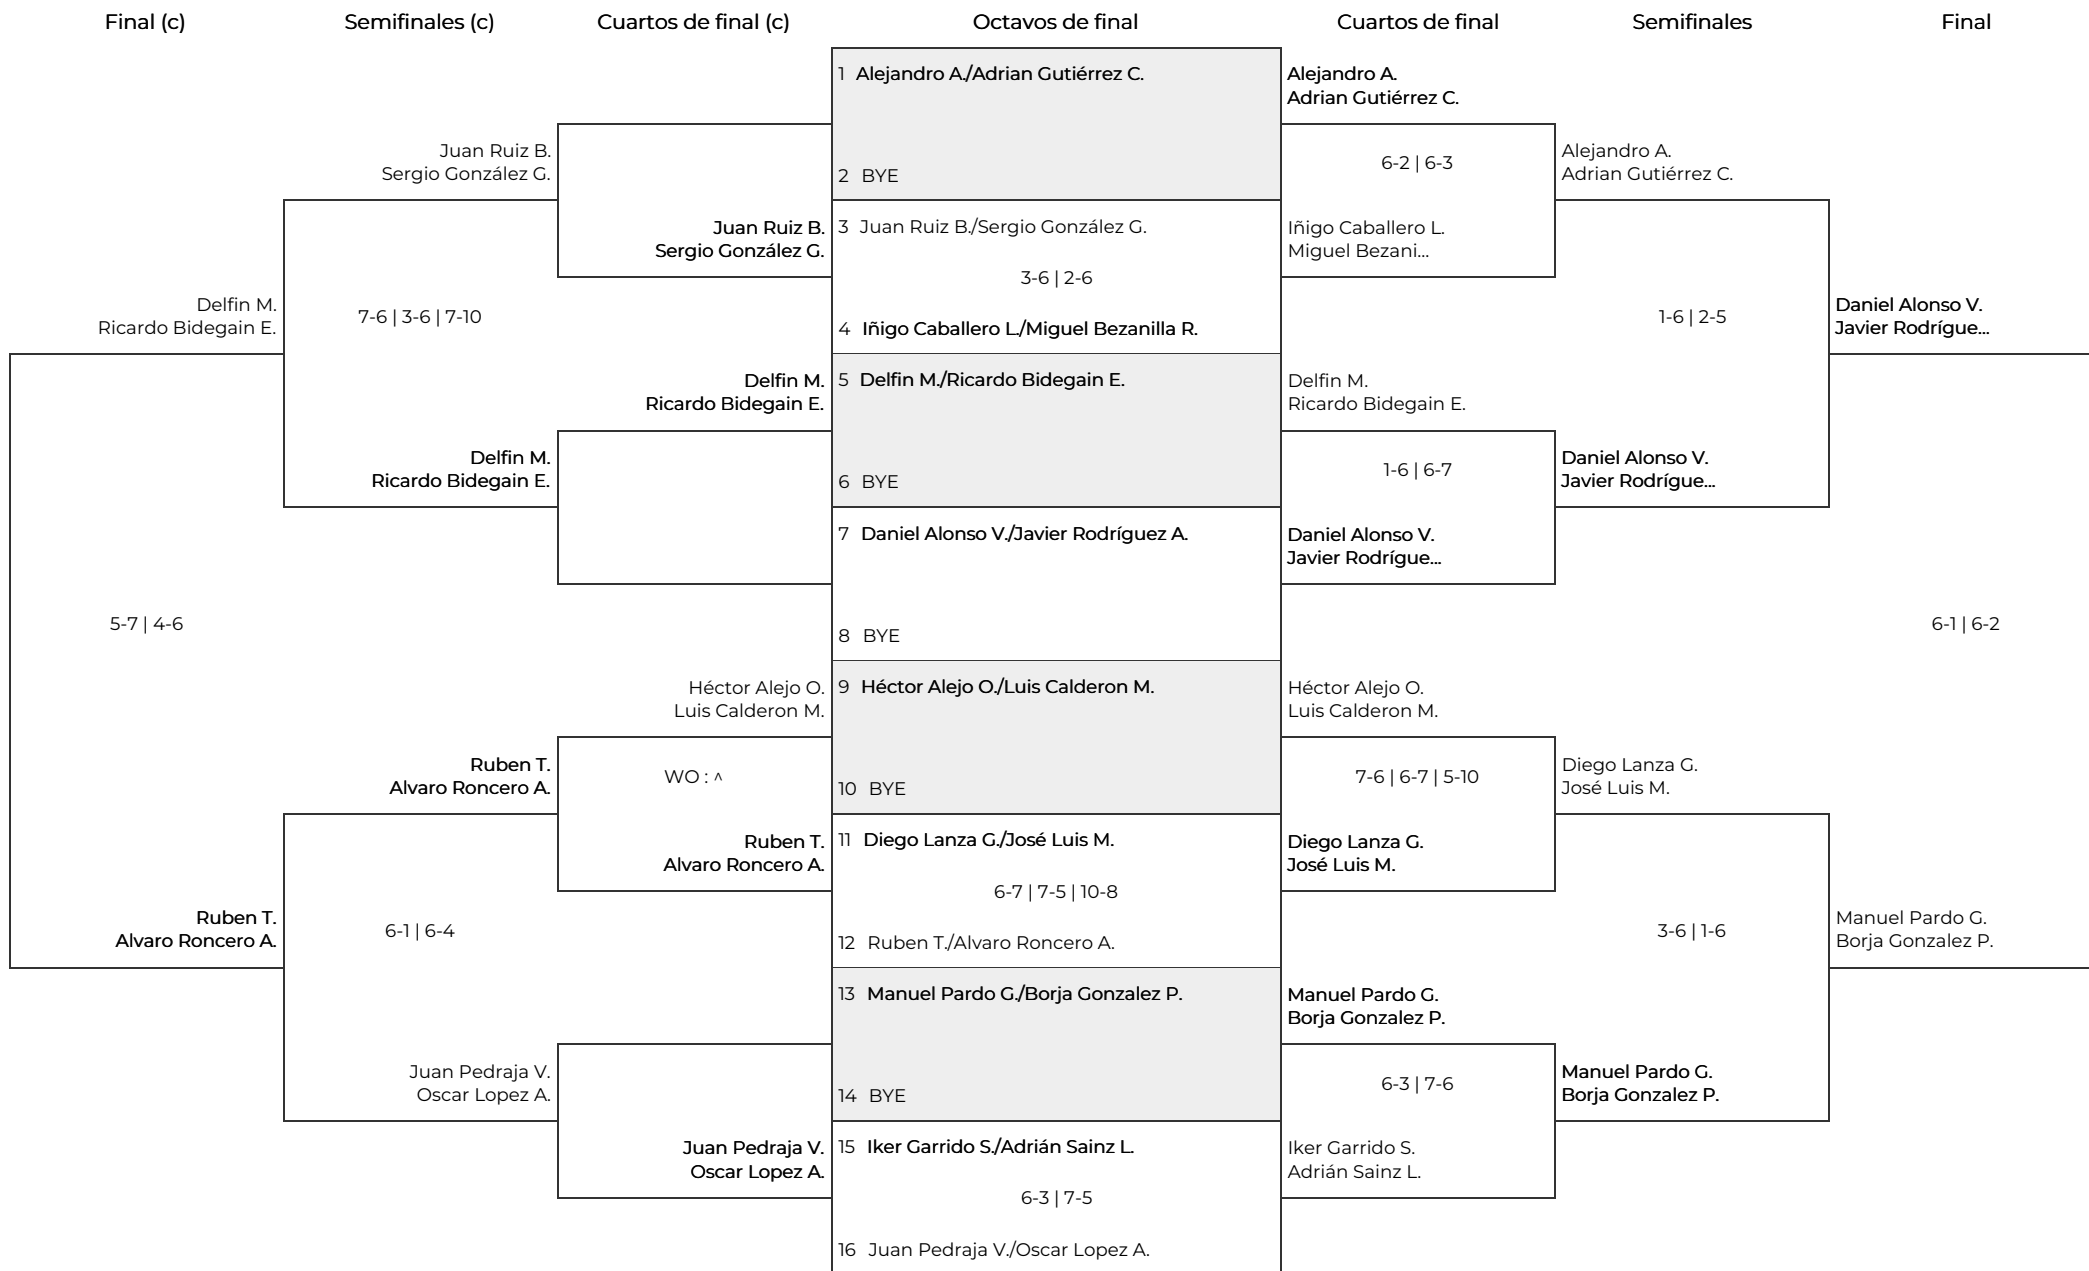 Final (c)
Semifinales (c)
Cuartos de final (c)
Octavos de final
Cuartos de final
Semifinales
Final
Delfin M.
Ricardo Bidegain E.
5-7 | 4-6
Ruben T.
Alvaro Roncero A.
Juan Ruiz B.
Sergio González G.
7-6 | 3-6 | 7-10
Delfin M.
Ricardo Bidegain E.
Ruben T.
Alvaro Roncero A.
6-1 | 6-4
Juan Pedraja V.
Oscar Lopez A.
Juan Ruiz B.
Sergio González G.
Delfin M.
Ricardo Bidegain E.
Héctor Alejo O.
Luis Calderon M.
WO : ^
Ruben T.
Alvaro Roncero A.
Juan Pedraja V.
Oscar Lopez A.
1 Alejandro A./Adrian Gutiérrez C.
2 BYE
3 Juan Ruiz B./Sergio González G.
3-6 | 2-6
4 Iñigo Caballero L./Miguel Bezanilla R.
5 Delfin M./Ricardo Bidegain E.
6 BYE
7 Daniel Alonso V./Javier Rodríguez A.
8 BYE
9 Héctor Alejo O./Luis Calderon M.
10 BYE
11 Diego Lanza G./José Luis M.
6-7 | 7-5 | 10-8
12 Ruben T./Alvaro Roncero A.
13 Manuel Pardo G./Borja Gonzalez P.
14 BYE
15 Iker Garrido S./Adrián Sainz L.
6-3 | 7-5
16 Juan Pedraja V./Oscar Lopez A.
Alejandro A.
Adrian Gutiérrez C.
6-2 | 6-3
Iñigo Caballero L.
Miguel Bezani...
Delfin M.
Ricardo Bidegain E.
1-6 | 6-7
Daniel Alonso V.
Javier Rodrígue...
Héctor Alejo O.
Luis Calderon M.
7-6 | 6-7 | 5-10
Diego Lanza G.
José Luis M.
Manuel Pardo G.
Borja Gonzalez P.
6-3 | 7-6
Iker Garrido S.
Adrián Sainz L.
Alejandro A.
Adrian Gutiérrez C.
1-6 | 2-5
Daniel Alonso V.
Javier Rodrígue...
Diego Lanza G.
José Luis M.
3-6 | 1-6
Manuel Pardo G.
Borja Gonzalez P.
Daniel Alonso V.
Javier Rodrígue...
6-1 | 6-2
Manuel Pardo G.
Borja Gonzalez P.